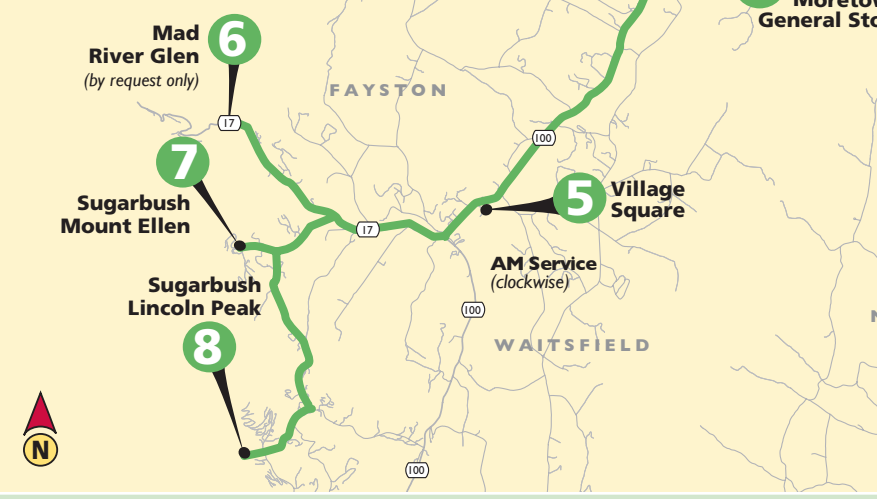 Moretow
General Sto
Mad
River Glen
(by request only)
6
FAYSTON
17
100
7
5
Village
Square
Sugarbush
Mount Ellen
17
AM Service
(clockwise)
Sugarbush
Lincoln Peak
100
WAITSFIELD
8
N
100